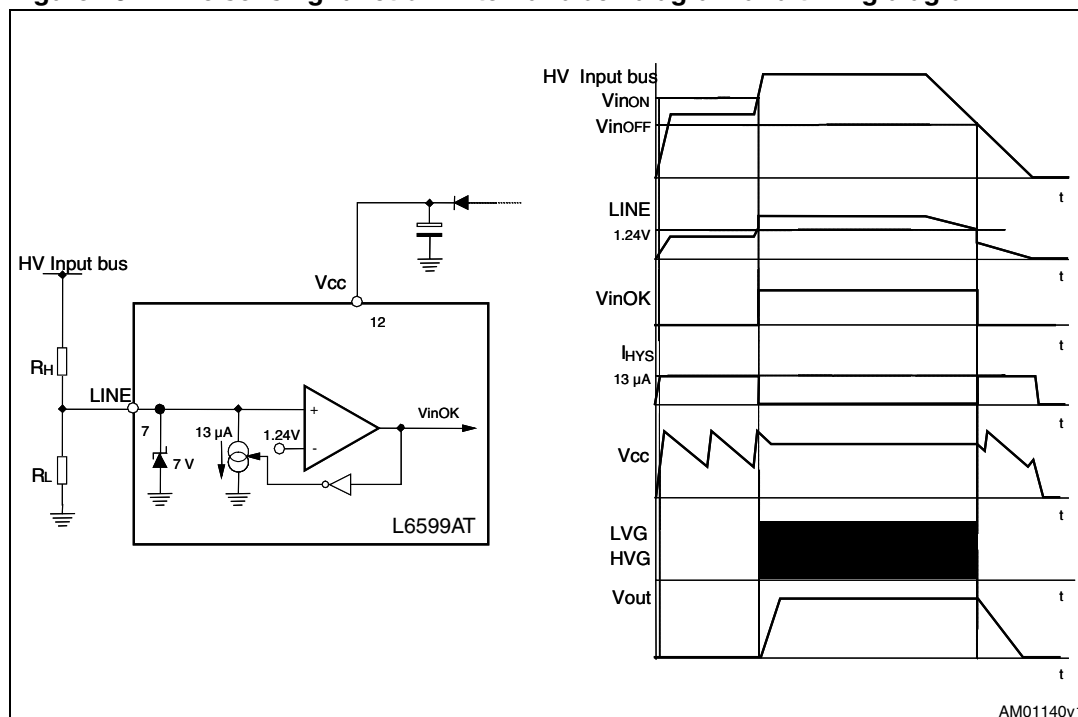 HV Input bus
VinON
VinOFF
t
LINE
1.24V
t
VinOK
t
IHYS
13 µA
t
Vcc
t
LVG
HVG
t
Vout
t
Vcc
12
HV Input bus
RH
LINE
7
RL
7 V
13 µA
1.24V
+
-
VinOK
L6599AT
AM01140v1